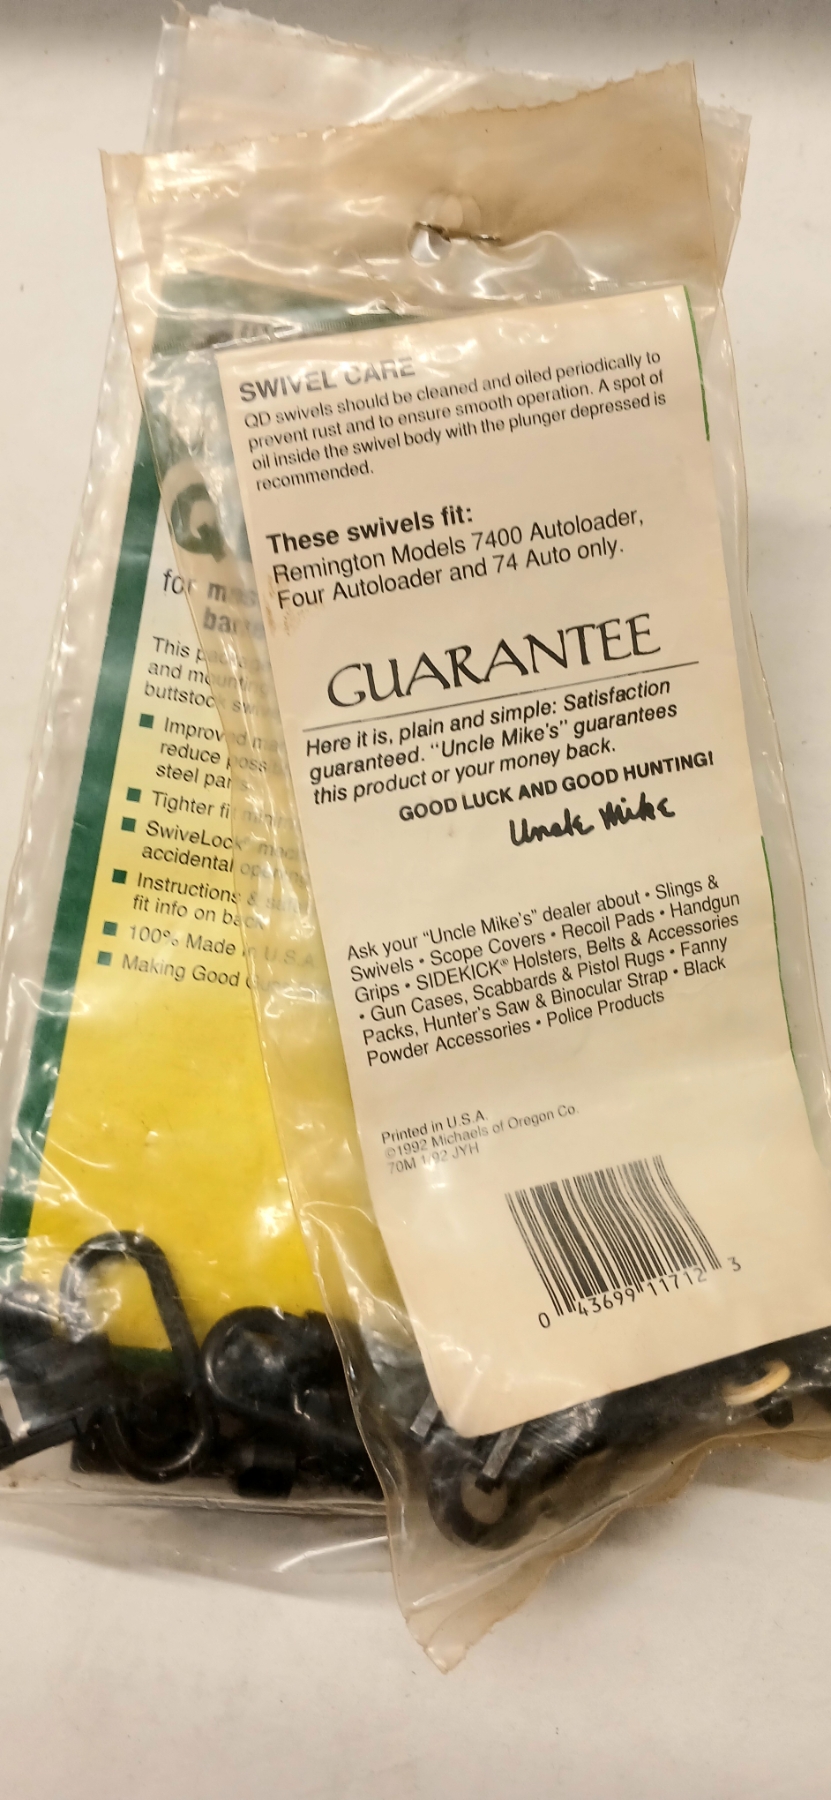 SWIVEL CARE
QD swivels should be cleaned and oiled periodically to
prevent rust and to ensure smooth operation. A spot of
oil inside the swivel body with the plunger depressed is
recommended.
These swivels fit:
Remington Models 7400 Autoloader,
Four Autoloader and 74 Auto only.
GUARANTEE
Here it is, plain and simple: Satisfaction
guaranteed. "Uncle Mike's" guarantees
this product or your money back.
GOOD LUCK AND GOOD HUNTING!
Uncle Mike
Ask your "Uncle Mike's" dealer about • Slings &
Swivels • Scope Covers • Recoil Pads • Handgun
Grips • SIDEKICK® Holsters, Belts & Accessories
• Gun Cases, Scabbards & Pistol Rugs • Fanny
Packs, Hunter's Saw & Binocular Strap • Black
Powder Accessories • Police Products
Printed in U.S.A.
©1992 Michaels of Oregon Co.
70M 1/92 JYH
0 43699 11712 3
Q
for
This
and mounting
buttstock
Improved
reduce
steel parts
Tighter
SwiveLock
accidental opening
Instructions &
fit info on back
100% Made in U.S.A.
Making Good